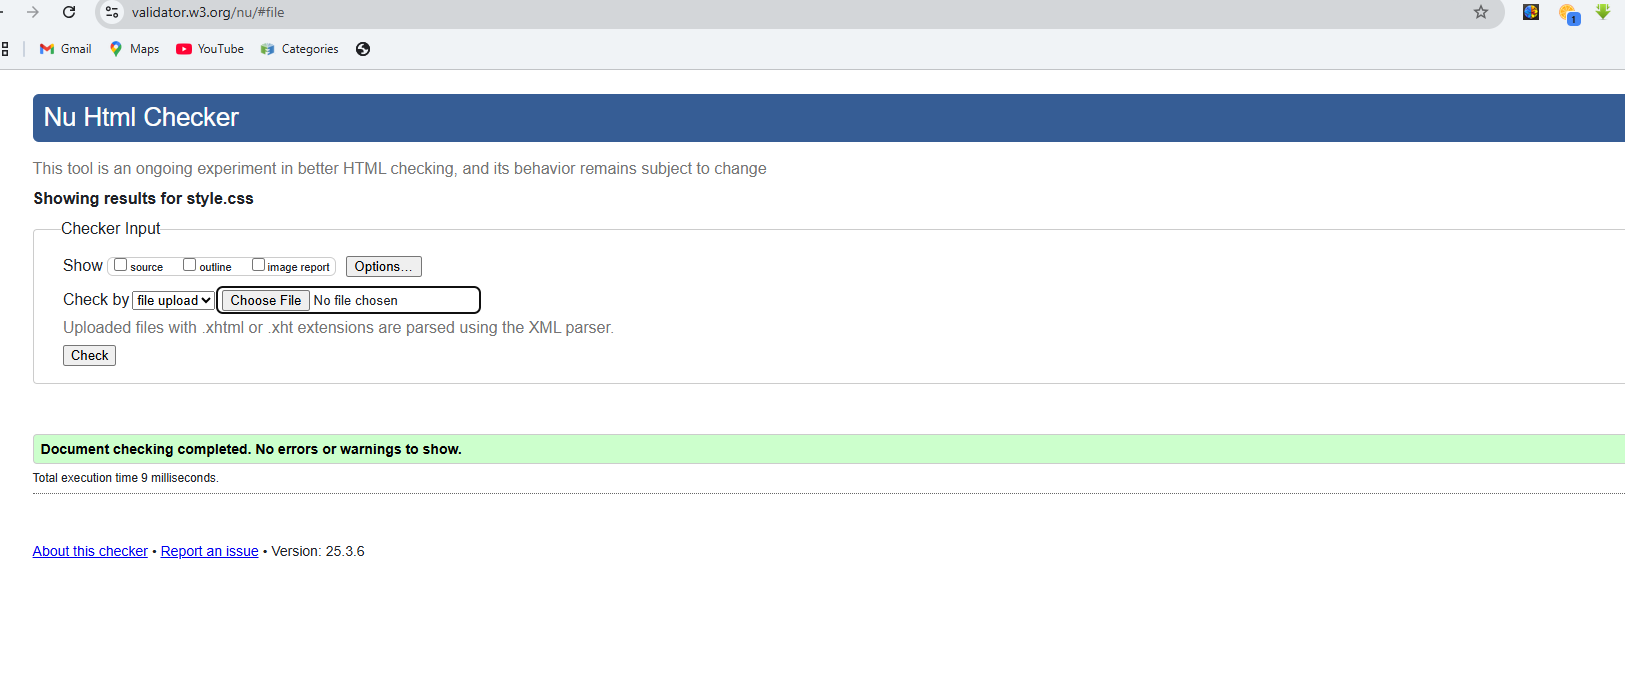 validator.w3.org/nu/#file
1
Gmail Maps YouTube Categories
Nu Html Checker
This tool is an ongoing experiment in better HTML checking, and its behavior remains subject to change
Showing results for style.css
Checker Input
Show source outline image report Options...
Check by file upload Choose File No file chosen
Uploaded files with .xhtml or .xht extensions are parsed using the XML parser.
Check
Document checking completed. No errors or warnings to show.
Total execution time 9 milliseconds.
About this checker • Report an issue • Version: 25.3.6